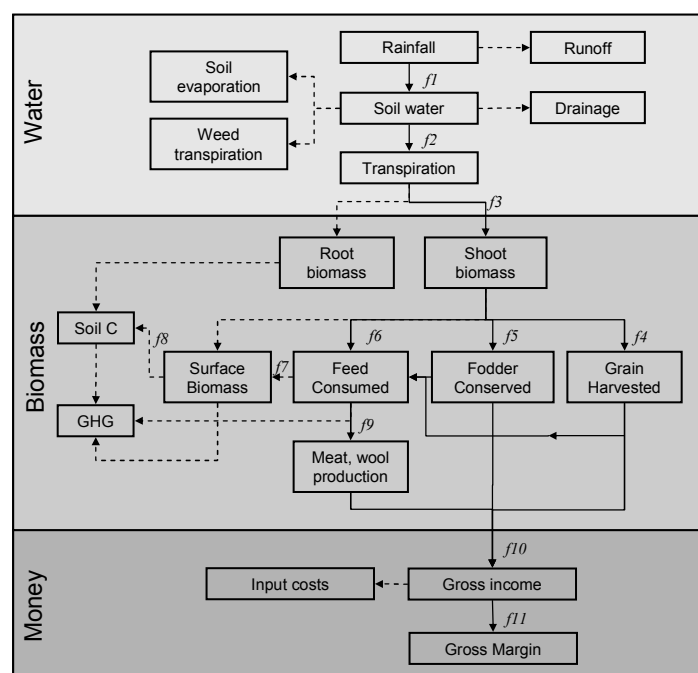 Water
Rainfall
Runoff
f1
Soil
evaporation
Soil water
Drainage
f2
Weed
transpiration
Transpiration
f3
Biomass
Root
biomass
Shoot
biomass
Soil C
f8
f6
f5
f4
Surface
Biomass
f7
Feed
Consumed
Fodder
Conserved
Grain
Harvested
GHG
f9
Meat, wool
production
Money
f10
Input costs
Gross income
f11
Gross Margin